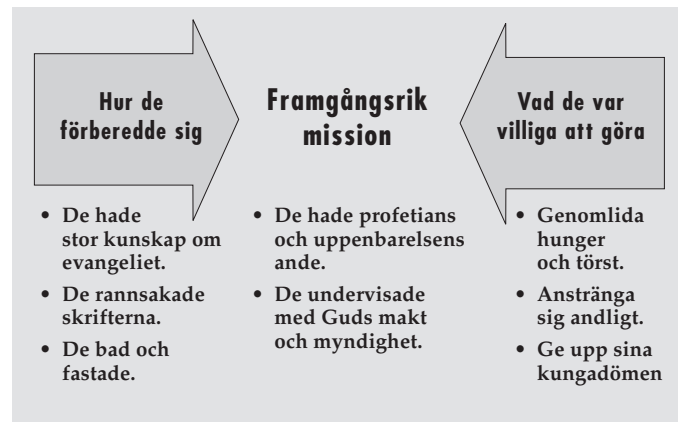 Hur de
förberedde sig
Framgångsrik
mission
Vad de var
villiga att göra
• De hade
stor kunskap om
evangeliet.
• De rannsakade
skrifterna.
• De bad och
fastade.
• De hade profetians
och uppenbarelsens
ande.
• De undervisade
med Guds makt
och myndighet.
• Genomlida
hunger
och törst.
• Anstränga
sig andligt.
• Ge upp sina
kungadömen